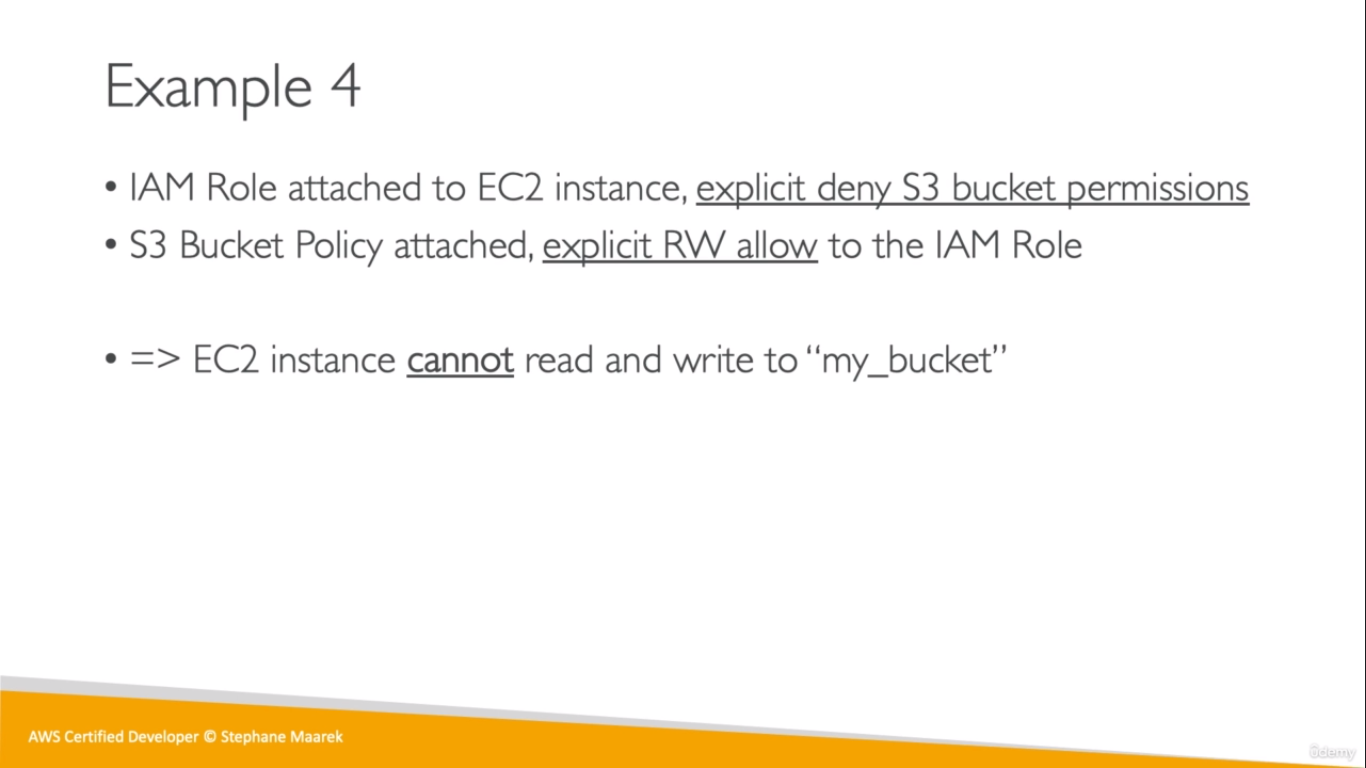 Example 4
• IAM Role attached to EC2 instance, explicit deny S3 bucket permissions
• S3 Bucket Policy attached, explicit RW allow to the IAM Role
• => EC2 instance cannot read and write to “my_bucket”
AWS Certified Developer © Stephane Maarek
ûdemy